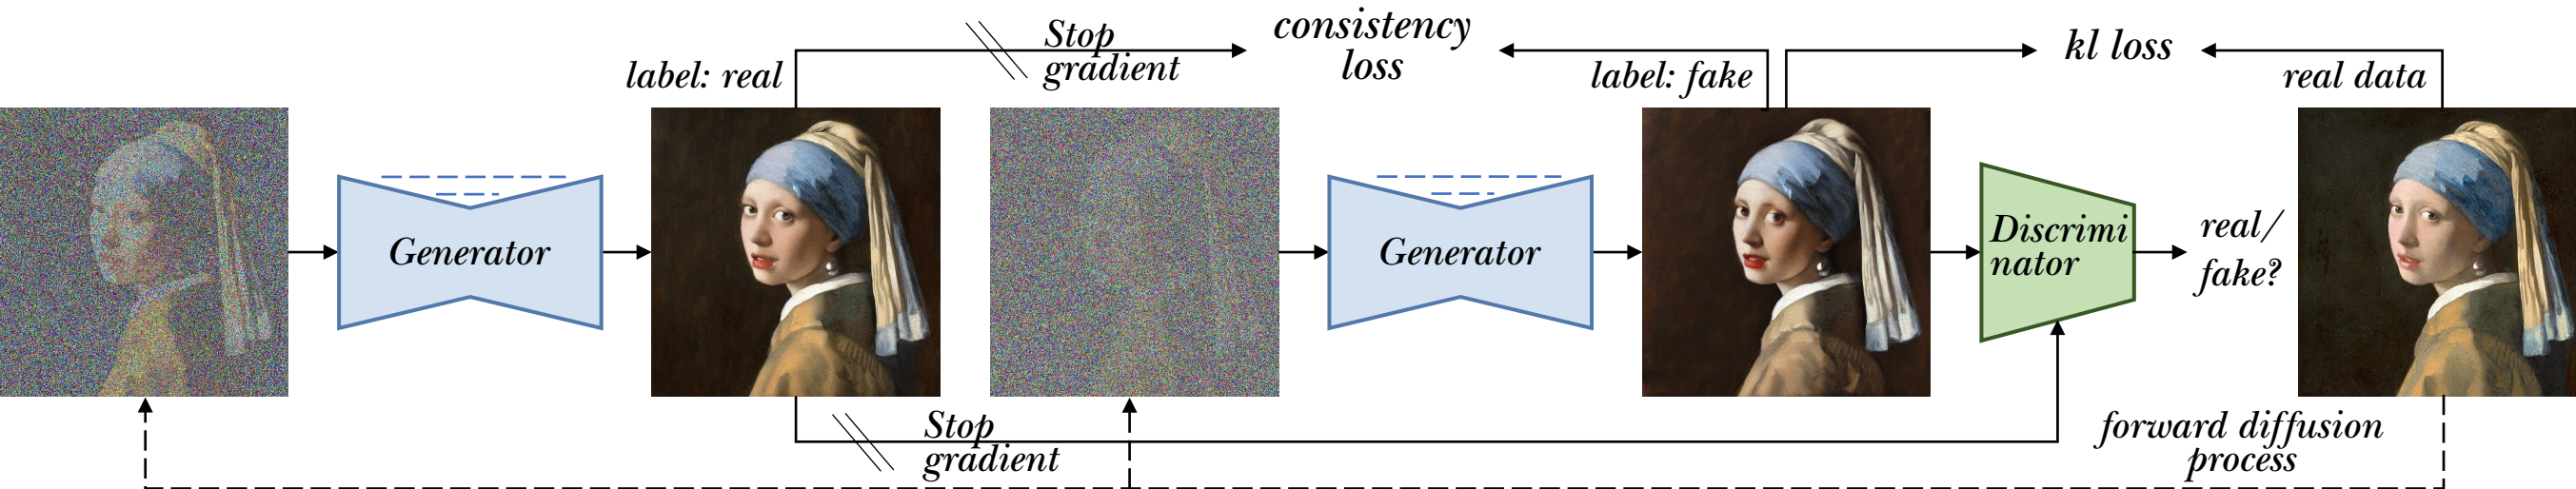 label: real
Stop
gradient
consistency
loss
label: fake
kl loss
real data
Generator
Generator
Discrimi
nator
real/
fake?
Stop
gradient
forward diffusion
process